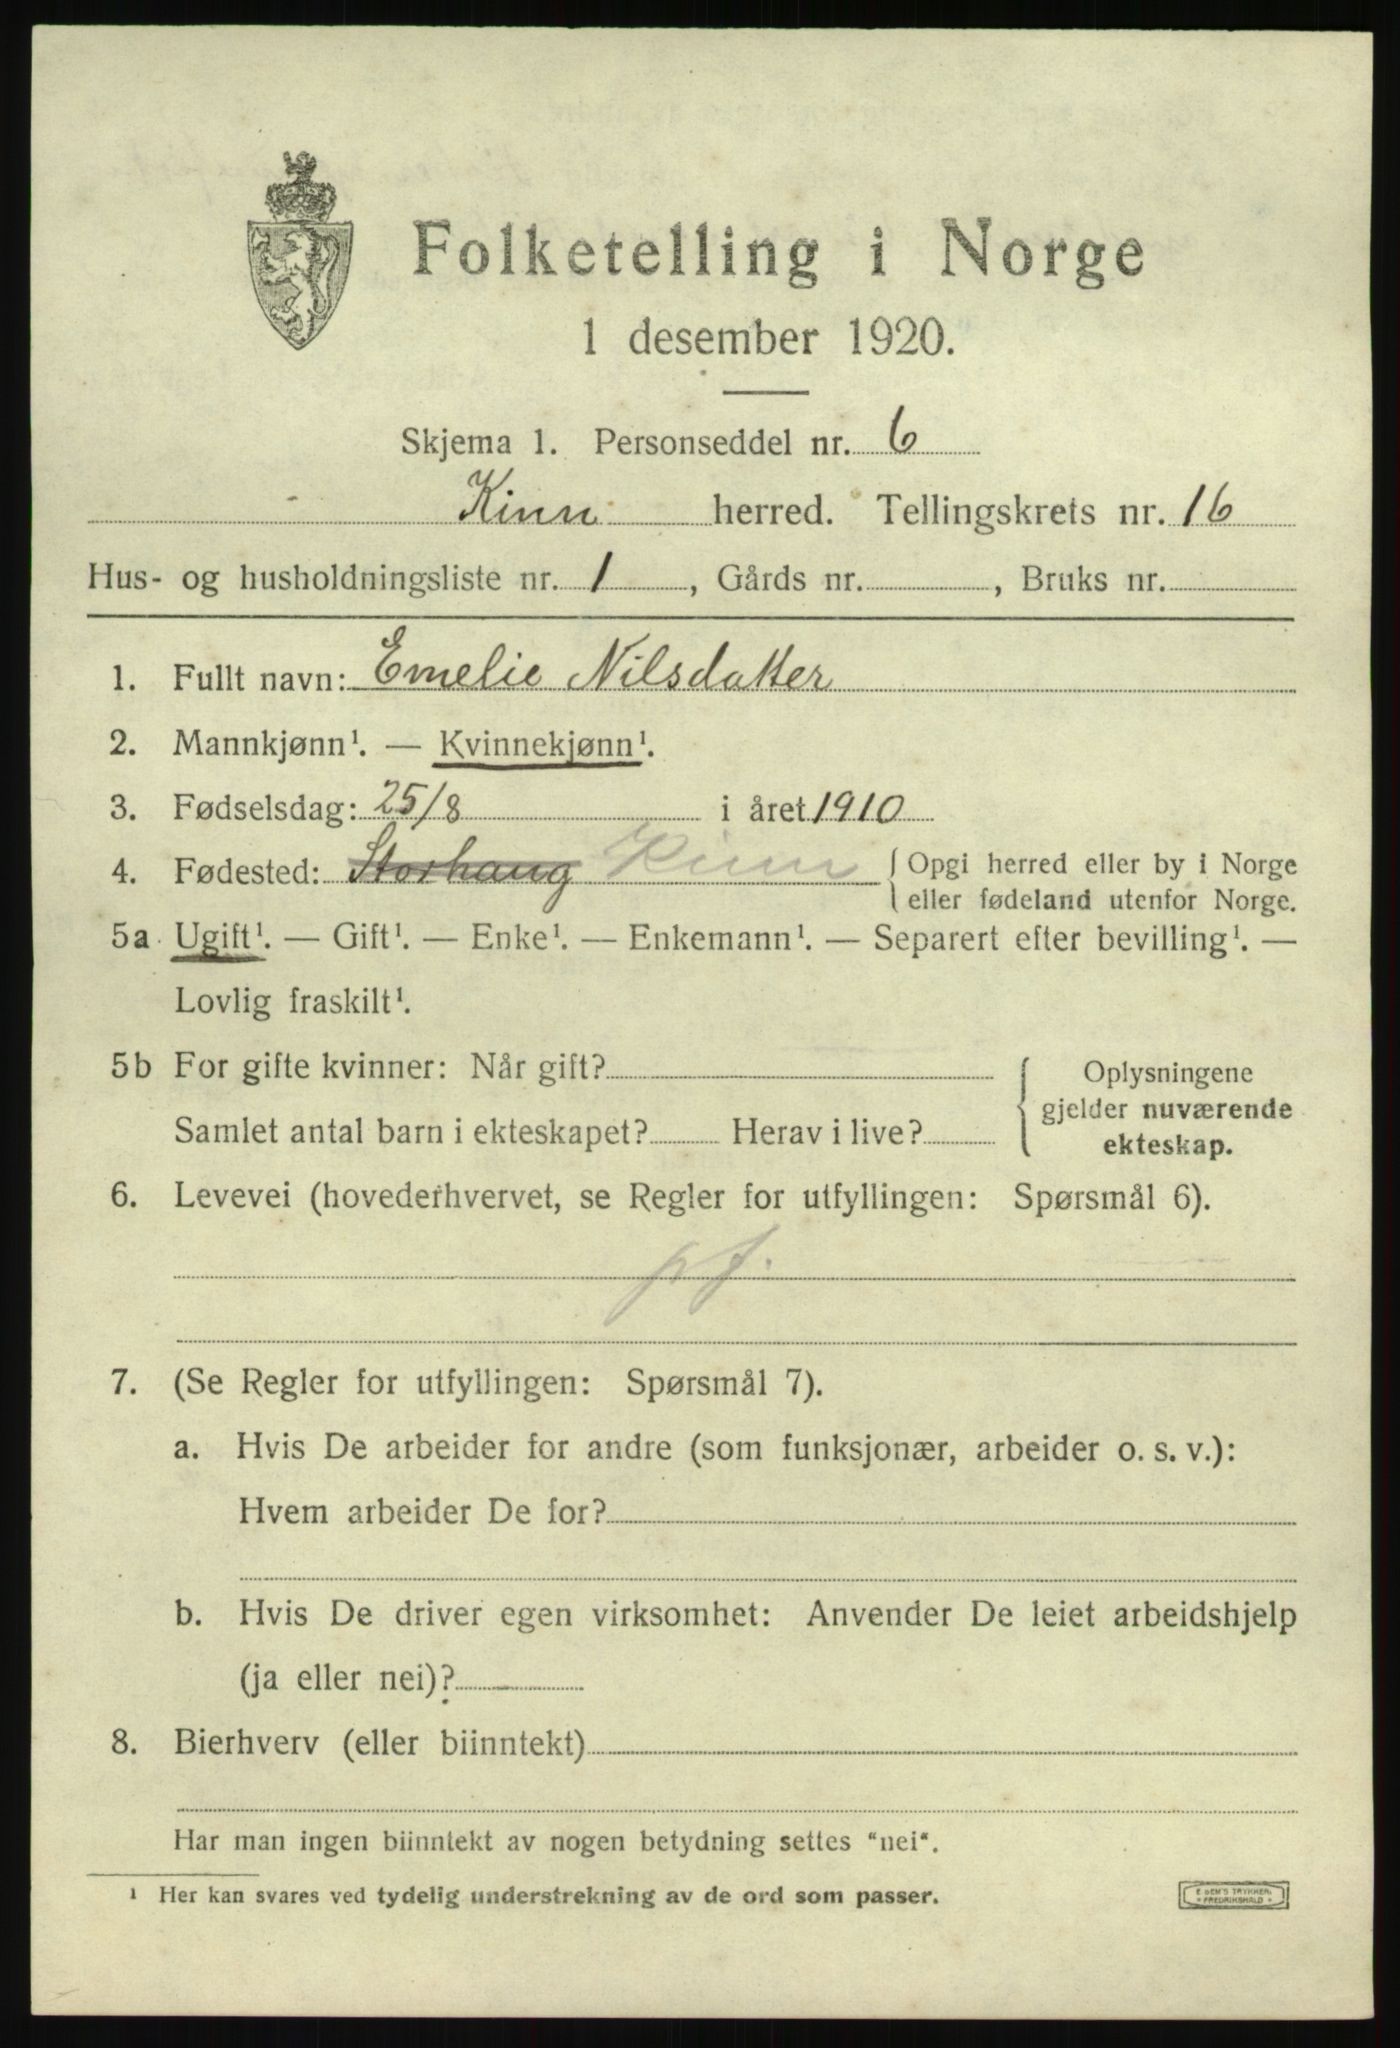 Folketelling i Norge
1 desember 1920.
Skjema 1. Personseddel nr. 6
Kinn herred. Tellingskrets nr. 16
Hus- og husholdningsliste nr. 1, Gårds nr. , Bruks nr.
1. Fullt navn: Emelie Nilsdatter
2. Mannkjønn¹. — Kvinnekjønn¹.
3. Fødselsdag: 25/8 i året 1910
4. Fødested: Storhaug Kinn { Opgi herred eller by i Norge
eller fødeland utenfor Norge.
5a Ugift¹. — Gift¹. — Enke¹. — Enkemann¹. — Separert efter bevilling¹. —
Lovlig fraskilt¹.
5b For gifte kvinner: Når gift?
Samlet antal barn i ekteskapet? Herav i live?
{ Oplysningene
gjelder nuværende
ekteskap.
6. Levevei (hovederhvervet, se Regler for utfyllingen: Spørsmål 6).
pf.
7. (Se Regler for utfyllingen: Spørsmål 7).
a. Hvis De arbeider for andre (som funksjonær, arbeider o. s. v.):
Hvem arbeider De for?
b. Hvis De driver egen virksomhet: Anvender De leiet arbeidshjelp
(ja eller nei)?
8. Bierhverv (eller biinntekt)
Har man ingen biinntekt av nogen betydning settes "nei".
¹ Her kan svares ved tydelig understrekning av de ord som passer.
FREDRIKSHALD